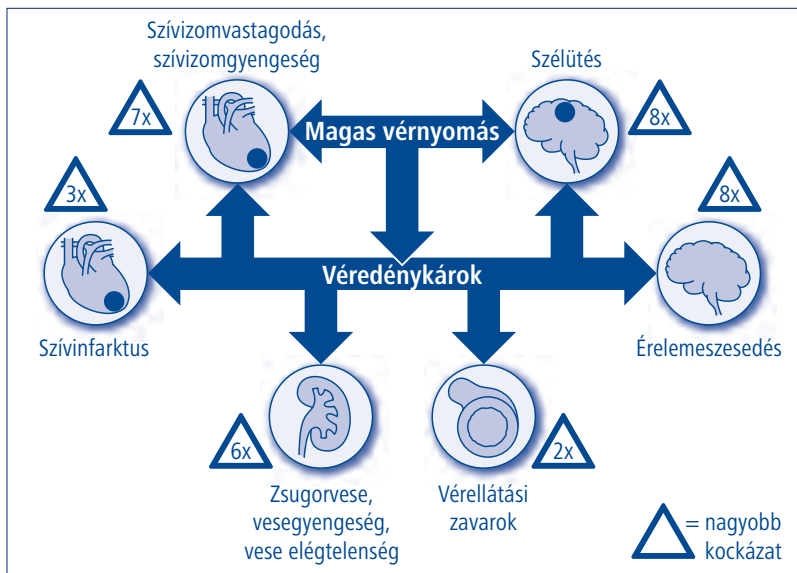 Szívizomvastagodás,
szívizomgyengeség
Szélütés
7x
Magas vérnyomás
8x
3x
8x
Véredénykárok
Szívinfarktus
Érelemeszesedés
6x
2x
Zsugorvese,
vesegyengeség,
vese elégtelenség
Vérellátási
zavarok
= nagyobb
kockázat